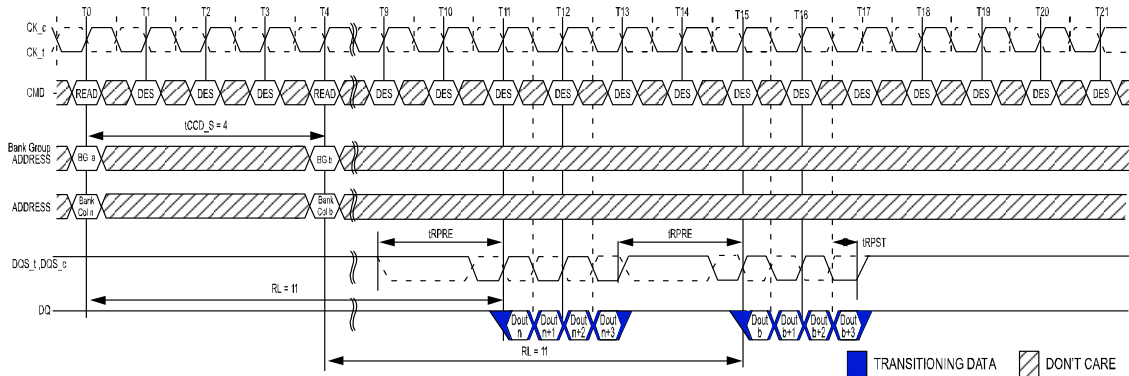 T0 T1 T2 T3 T4 T9 T10 T11 T12 T13 T14 T15 T16 T17 T18 T19 T20 T21
CK_c
CK_t
CMD READ DES DES DES READ DES DES DES DES DES DES DES DES DES DES DES DES DES
tCCD_S = 4
Bank Group
ADDRESS BG a BG b
ADDRESS Bank Col n Bank Col b
tRPRE tRPRE tRPST
DQS_t ,DQS_c
RL = 11
DQ
Dout n Dout n+1 Dout n+2 Dout n+3 Dout b Dout b+1 Dout b+2 Dout b+3
RL = 11
TRANSITIONING DATA DON'T CARE